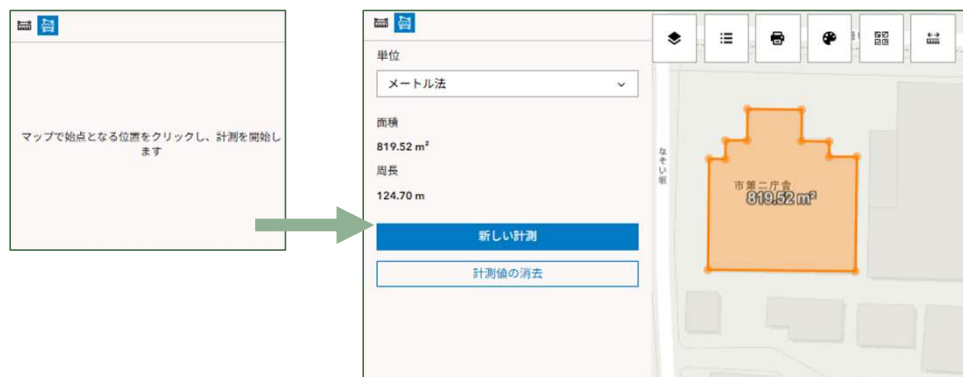 マップで始点となる位置をクリックし、計測を開始し
ます
単位
メートル法
面積
819.52 m²
周長
124.70 m
新しい計測
計測値の消去
なぞい坂
市第二庁舎
819.52 m²